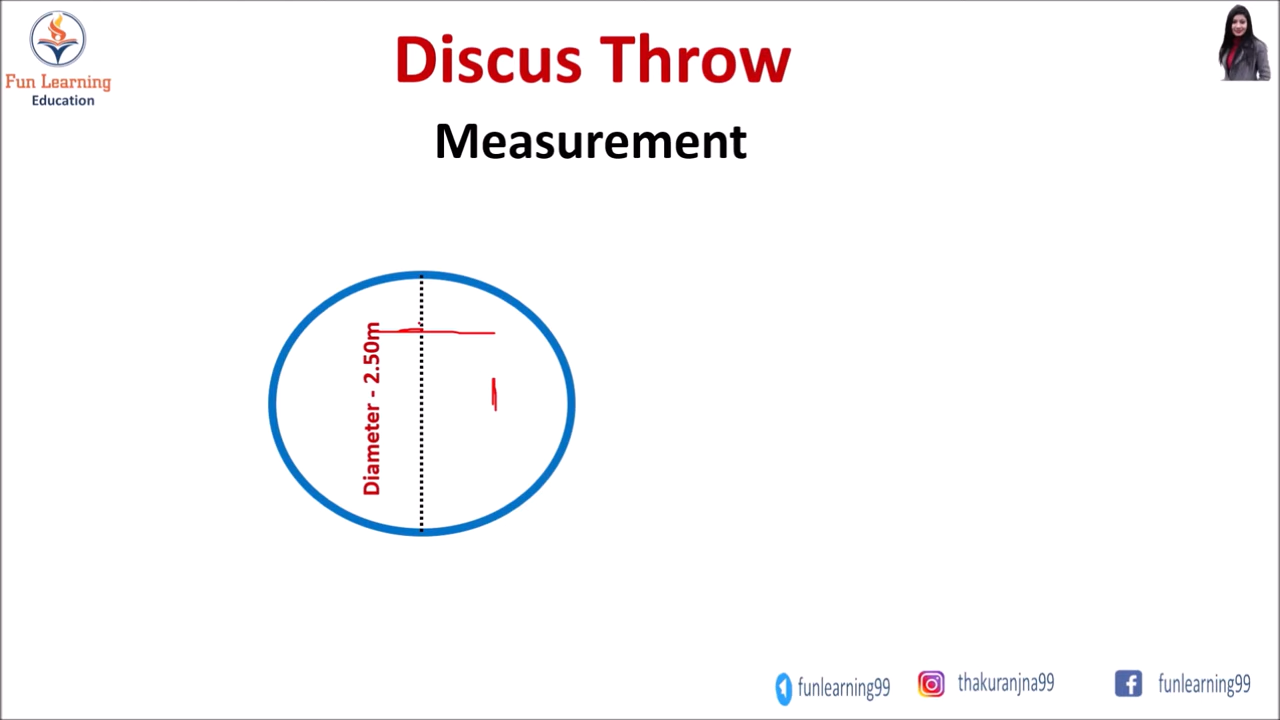 Fun Learning
Education
Discus Throw
Measurement
Diameter - 2.50m
funlearning99
thakuranjna99
funlearning99